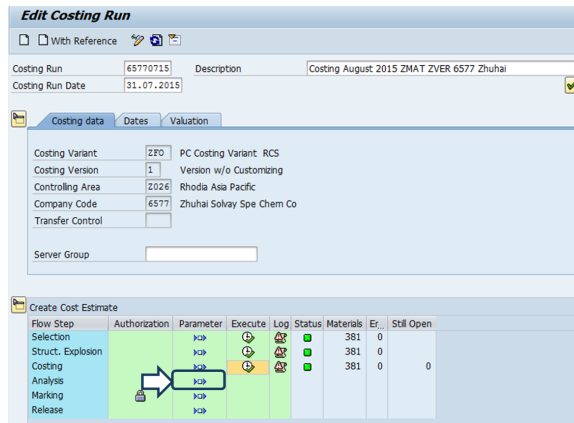 Edit Costing Run
With Reference
Costing Run 65770715 Description Costing August 2015 ZMAT ZVER 6577 Zhuhai
Costing Run Date 31.07.2015
Costing data Dates Valuation
Costing Variant ZFO PC Costing Variant RCS
Costing Version 1 Version w/o Customizing
Controlling Area Z026 Rhodia Asia Pacific
Company Code 6577 Zhuhai Solvay Spe Chem Co
Transfer Control
Server Group
Create Cost Estimate
Flow Step Authorization Parameter Execute Log Status Materials Er... Still Open
Selection 381 0
Struct. Explosion 381 0
Costing 381 0 0
Analysis
Marking
Release